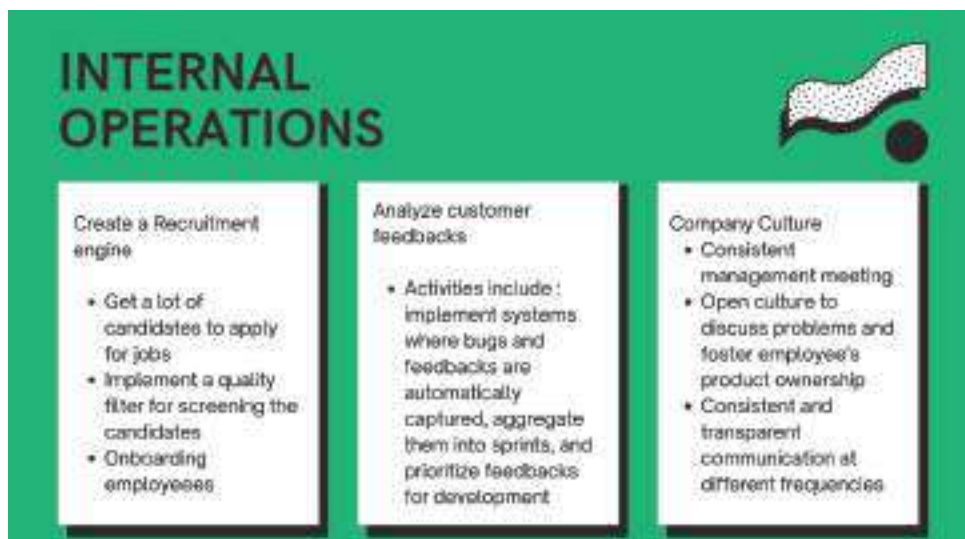 INTERNAL
OPERATIONS
Create a Recruitment
engine
• Get a lot of
candidates to apply
for jobs
• Implement a quality
filter for screening the
candidates
• Onboarding
employeees
Analyze customer
feedbacks
• Activities include :
implement systems
where bugs and
feedbacks are
automatically
captured, aggregate
them into sprints, and
prioritize feedbacks
for development
Company Culture
• Consistent
management meeting
• Open culture to
discuss problems and
foster employee's
product ownership
• Consistent and
transparent
communication at
different frequencies